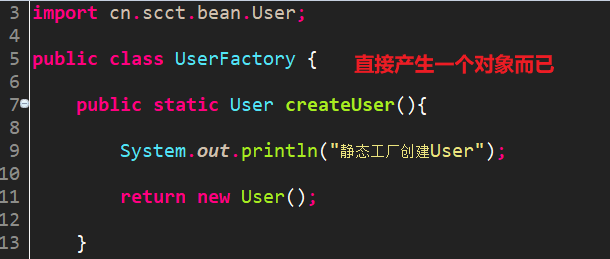 3 import cn.scct.bean.User;
4
5 public class UserFactory { 直接产生一个对象而已
6
7 public static User createUser(){
8
9 System.out.println("静态工厂创建User");
10
11 return new User();
12
13 }